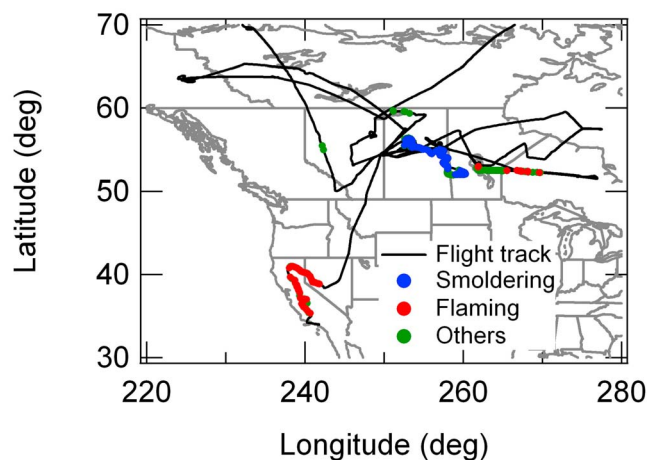 70
60
50
40
30
Latitude (deg)
Flight track
Smoldering
Flaming
Others
220 240 260 280
Longitude (deg)